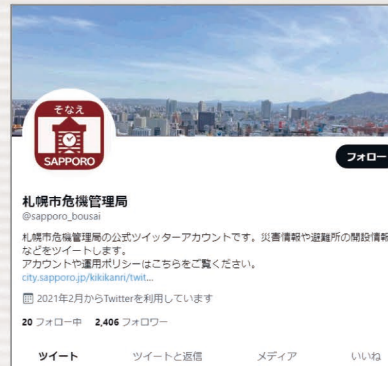 そなえ
SAPPORO
フォロー
札幌市危機管理局
@sapporo_bousai
札幌市危機管理局の公式ツイッターアカウントです。災害情報や避難所の開設情報
などをツイートします。
アカウントや運用ポリシーはこちらをご覧ください。
city.sapporo.jp/kikikanri/twit...
2021年2月からTwitterを利用しています
20 フォロー中 2,406 フォロワー
ツイート ツイートと返信 メディア いいね